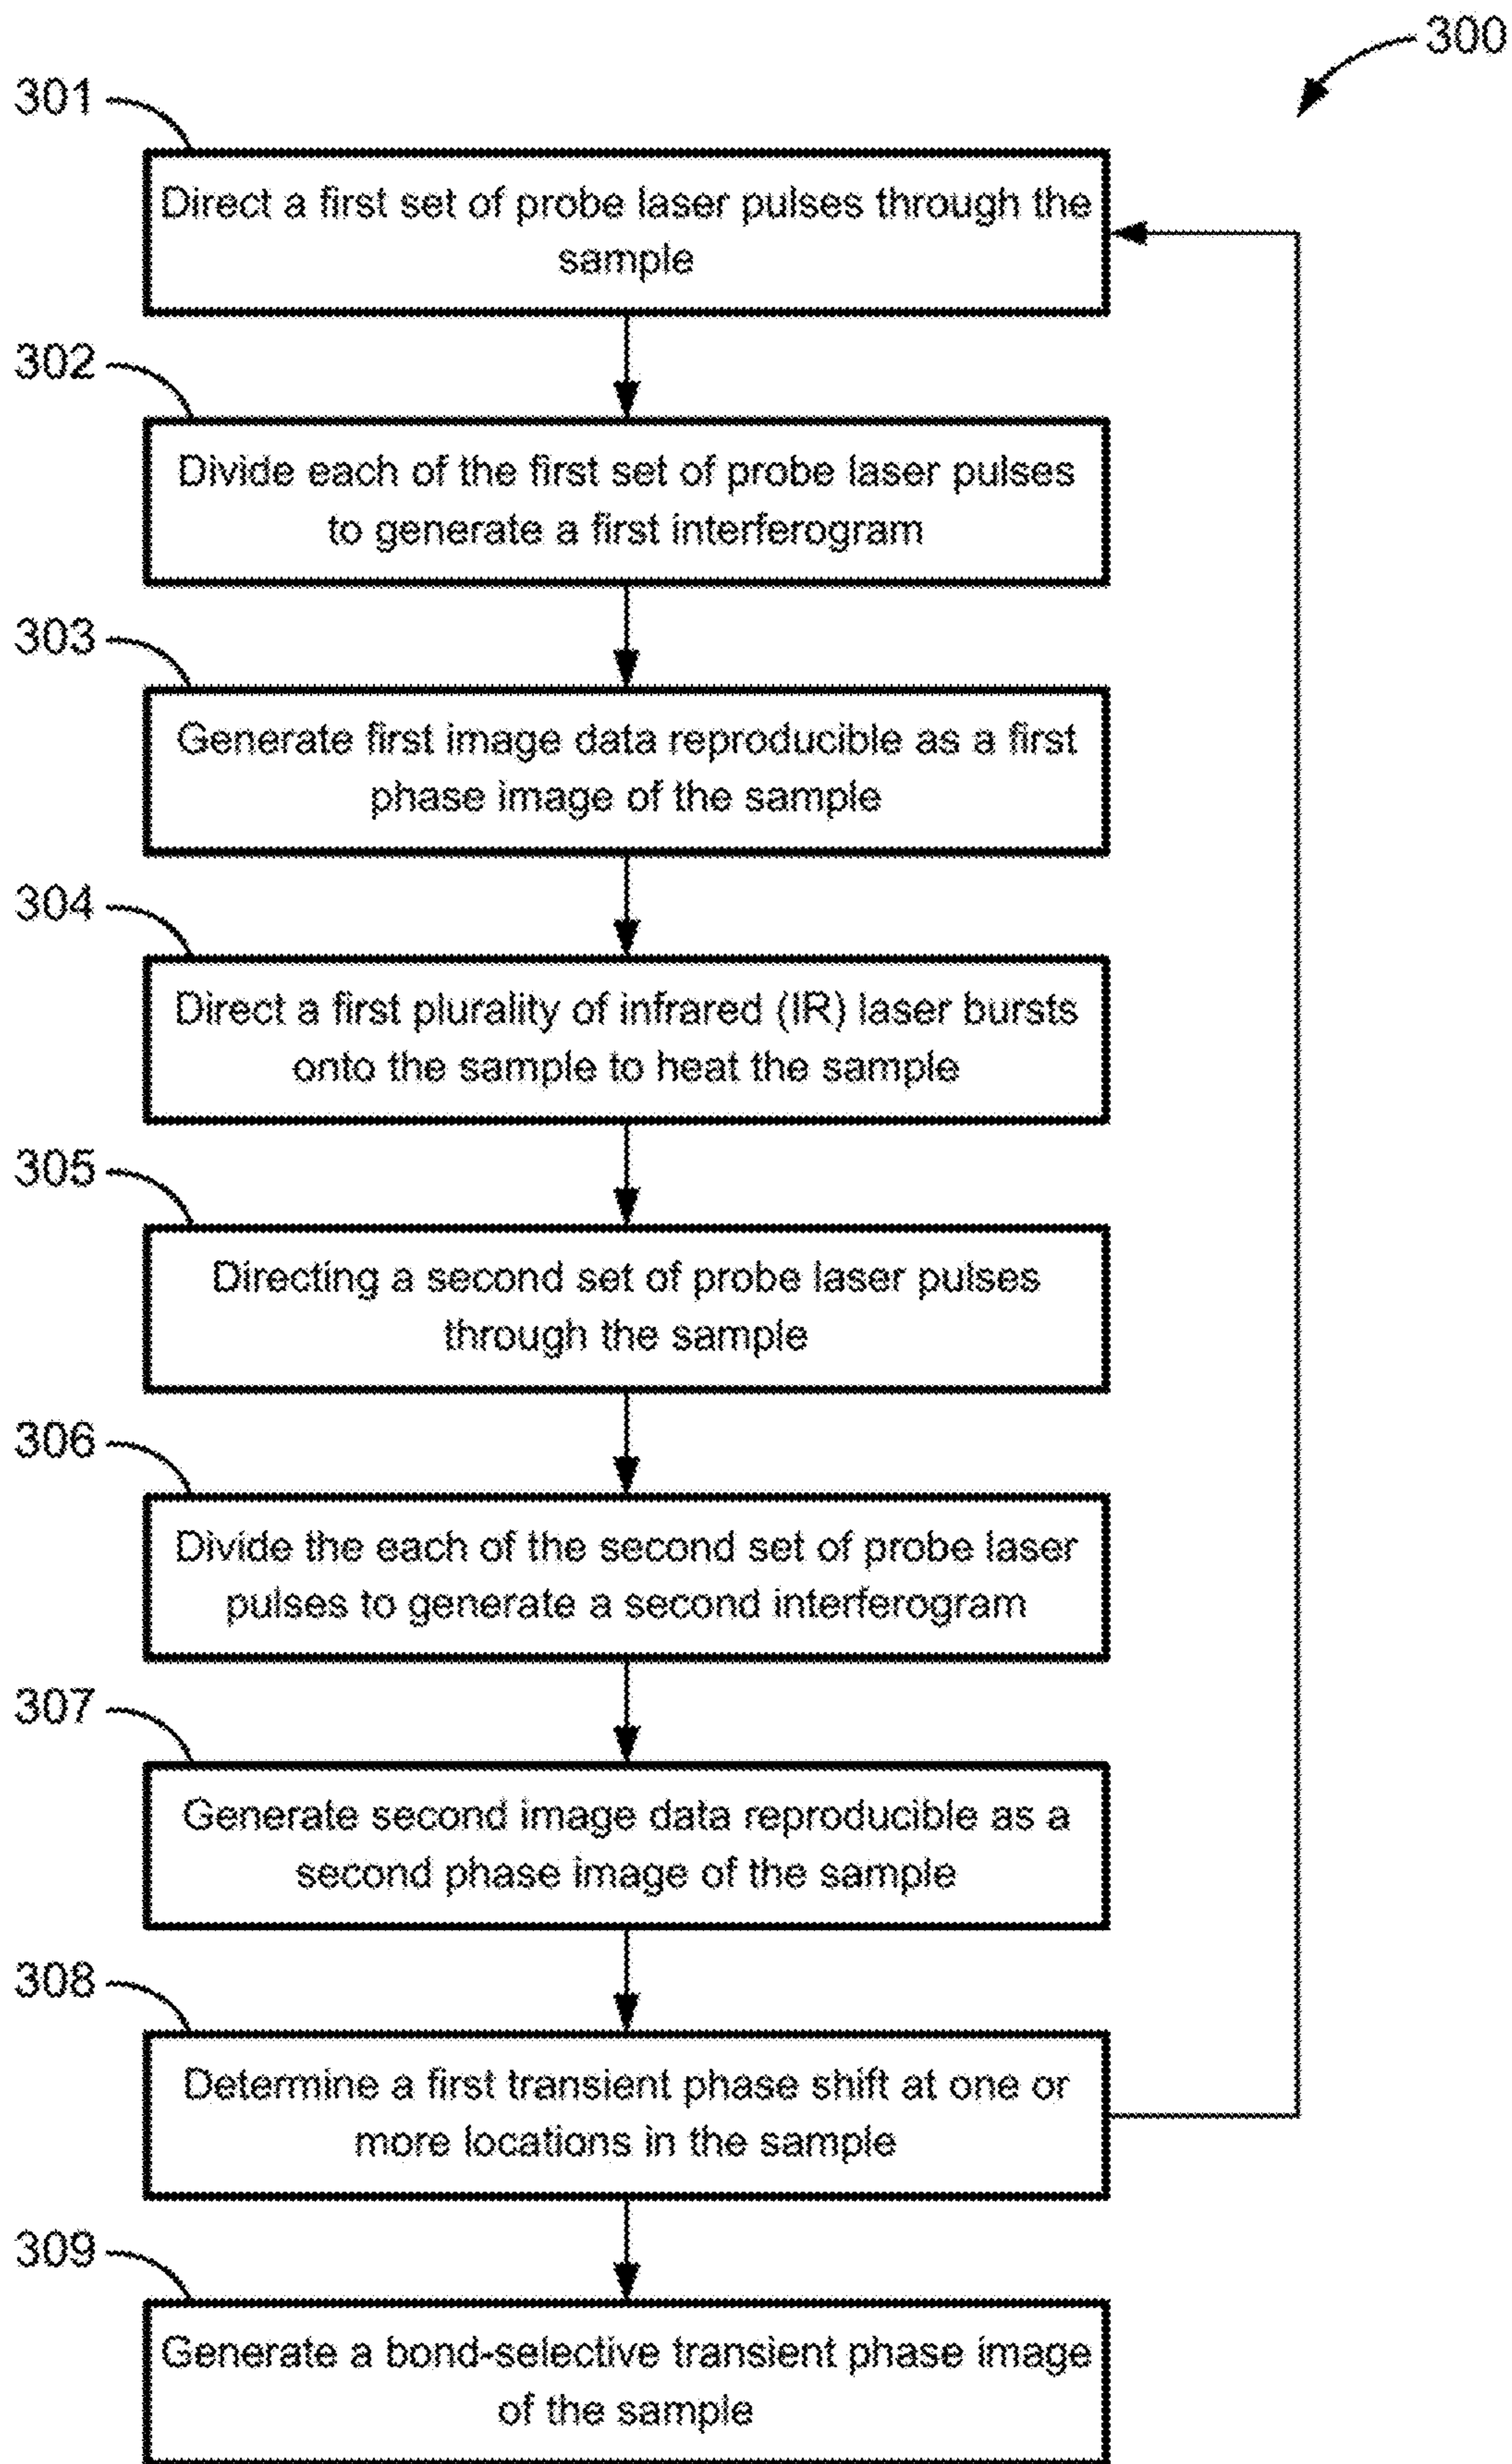 300
301
Direct a first set of probe laser pulses through the
sample
302
Divide each of the first set of probe laser pulses
to generate a first interferogram
303
Generate first image data reproducible as a first
phase image of the sample
304
Direct a first plurality of infrared (IR) laser bursts
onto the sample to heat the sample
305
Directing a second set of probe laser pulses
through the sample
306
Divide the each of the second set of probe laser
pulses to generate a second interferogram
307
Generate second image data reproducible as a
second phase image of the sample
308
Determine a first transient phase shift at one or
more locations in the sample
309
Generate a bond-selective transient phase image
of the sample